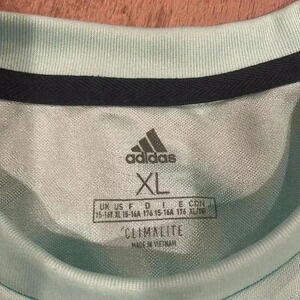 adidas
XL
UK US F D I E CDN J
15-16Y XL 15-16A 176 15-16A 176 XL/TG
CLIMALITE
MADE IN VIETNAM